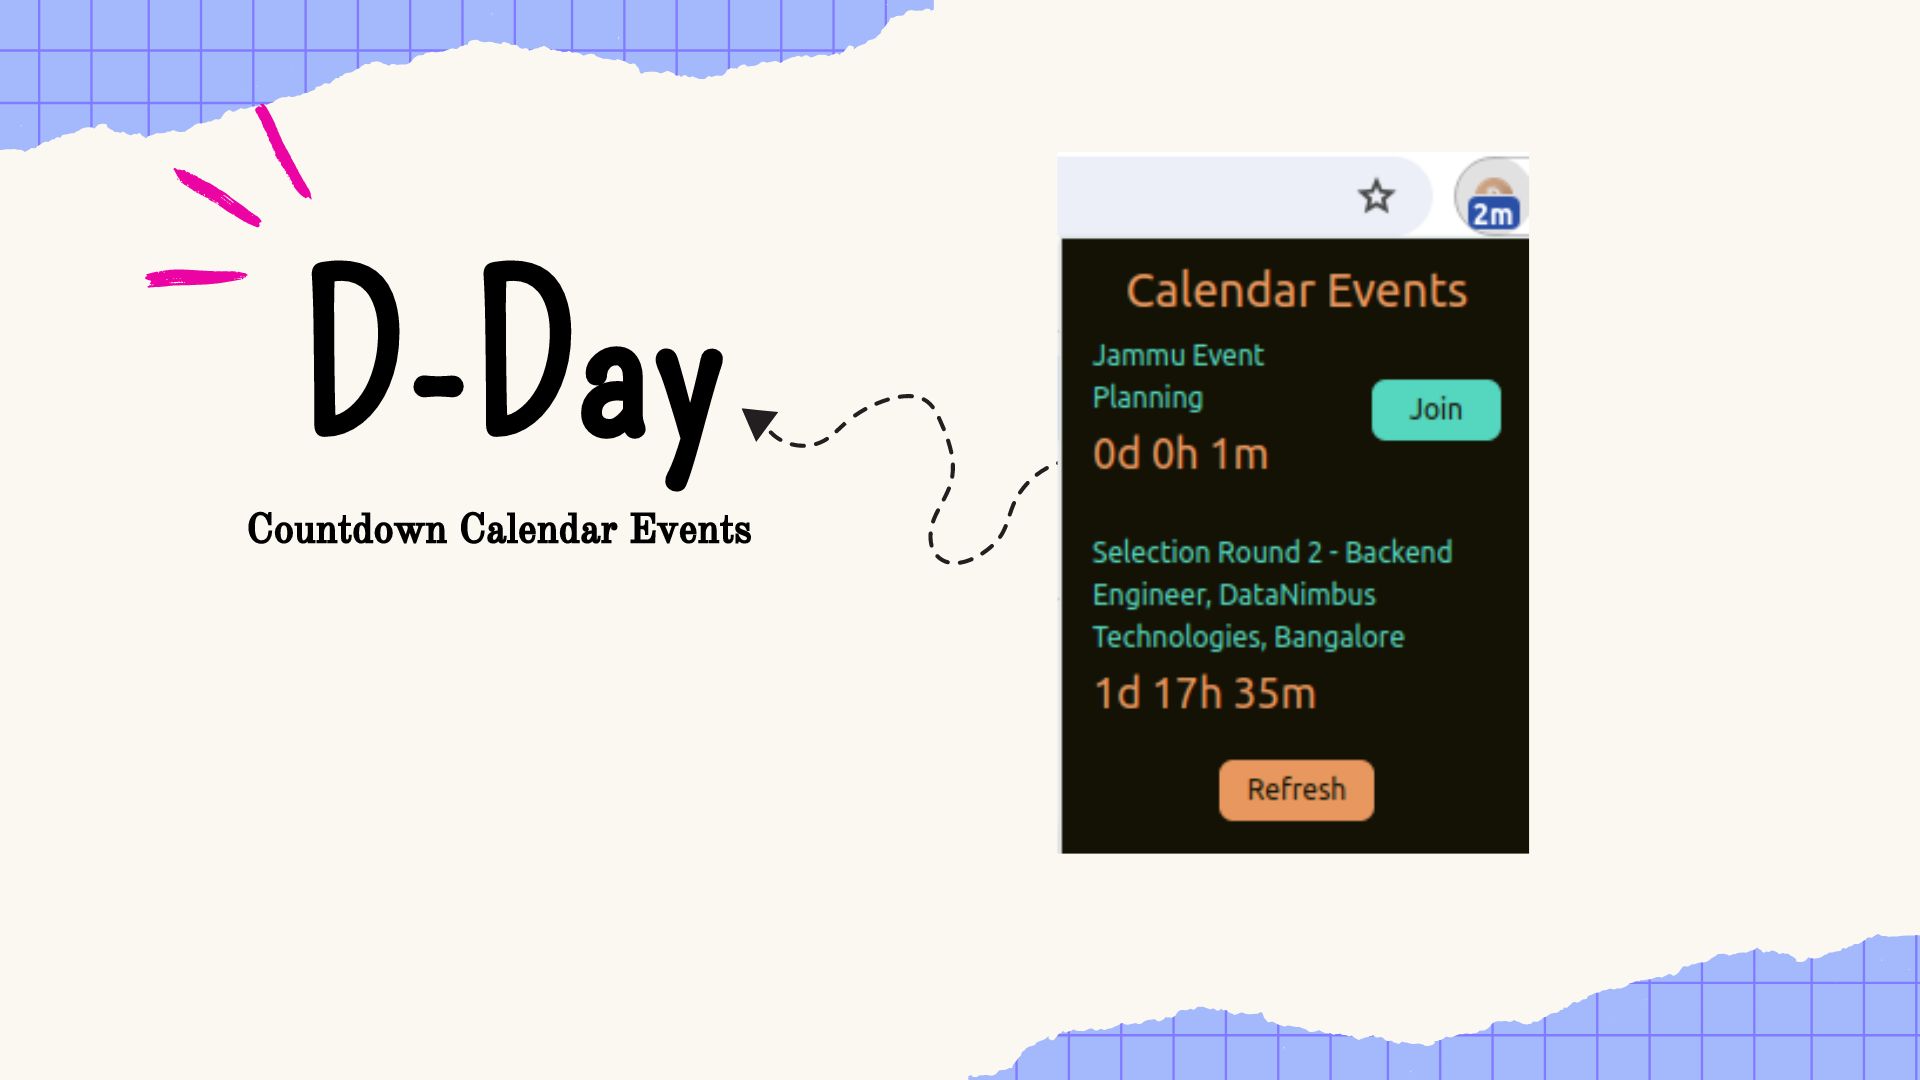 D-Day
Countdown Calendar Events
2m
Calendar Events
Jammu Event
Planning
Join
0d 0h 1m
Selection Round 2 - Backend
Engineer, DataNimbus
Technologies, Bangalore
1d 17h 35m
Refresh